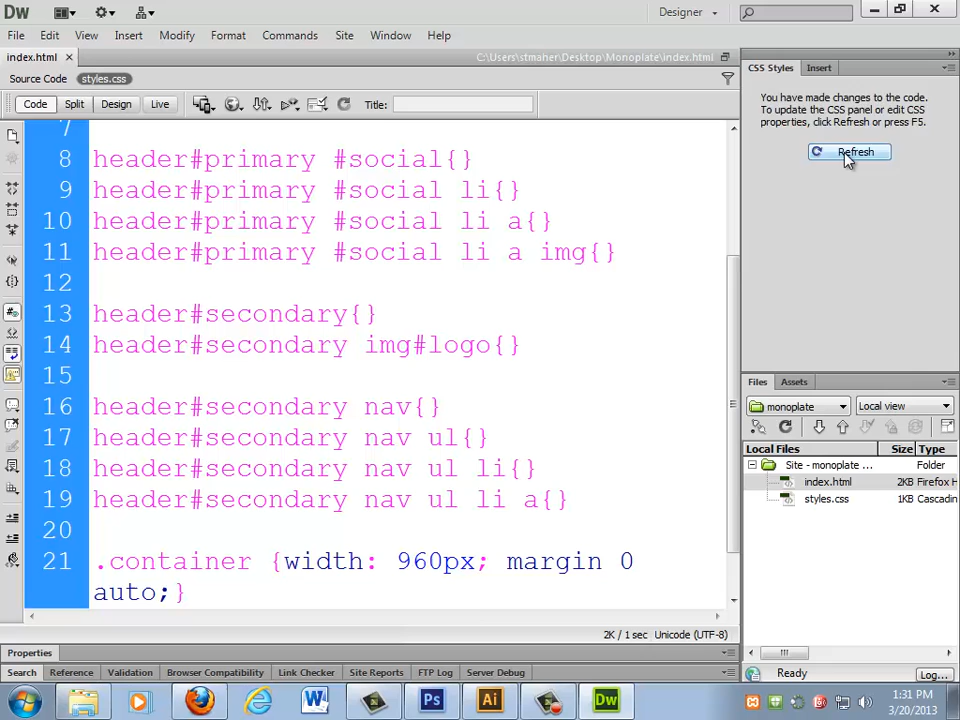 Dw
Designer
File Edit View Insert Modify Format Commands Site Window Help
index.html
C:\Users\stmaher\Desktop\Monoplate\index.html
Source Code styles.css
Code Split Design Live
Title:
7
8 header#primary #social{}
9 header#primary #social li{}
10 header#primary #social li a{}
11 header#primary #social li a img{}
12
13 header#secondary{}
14 header#secondary img#logo{}
15
16 header#secondary nav{}
17 header#secondary nav ul{}
18 header#secondary nav ul li{}
19 header#secondary nav ul li a{}
20
21 .container {width: 960px; margin 0
auto;}
2K / 1 sec Unicode (UTF-8)
CSS Styles Insert
You have made changes to the code.
To update the CSS panel or edit CSS
properties, click Refresh or press F5.
Refresh
Files Assets
monoplate Local view
Local Files Size Type
Site - monoplate ... Folder
index.html 2KB Firefox H
styles.css 1KB Cascadin
Ready Log...
Properties
Search Reference Validation Browser Compatibility Link Checker Site Reports FTP Log Server Debug
W Ps Ai Dw
1:31 PM
3/20/2013